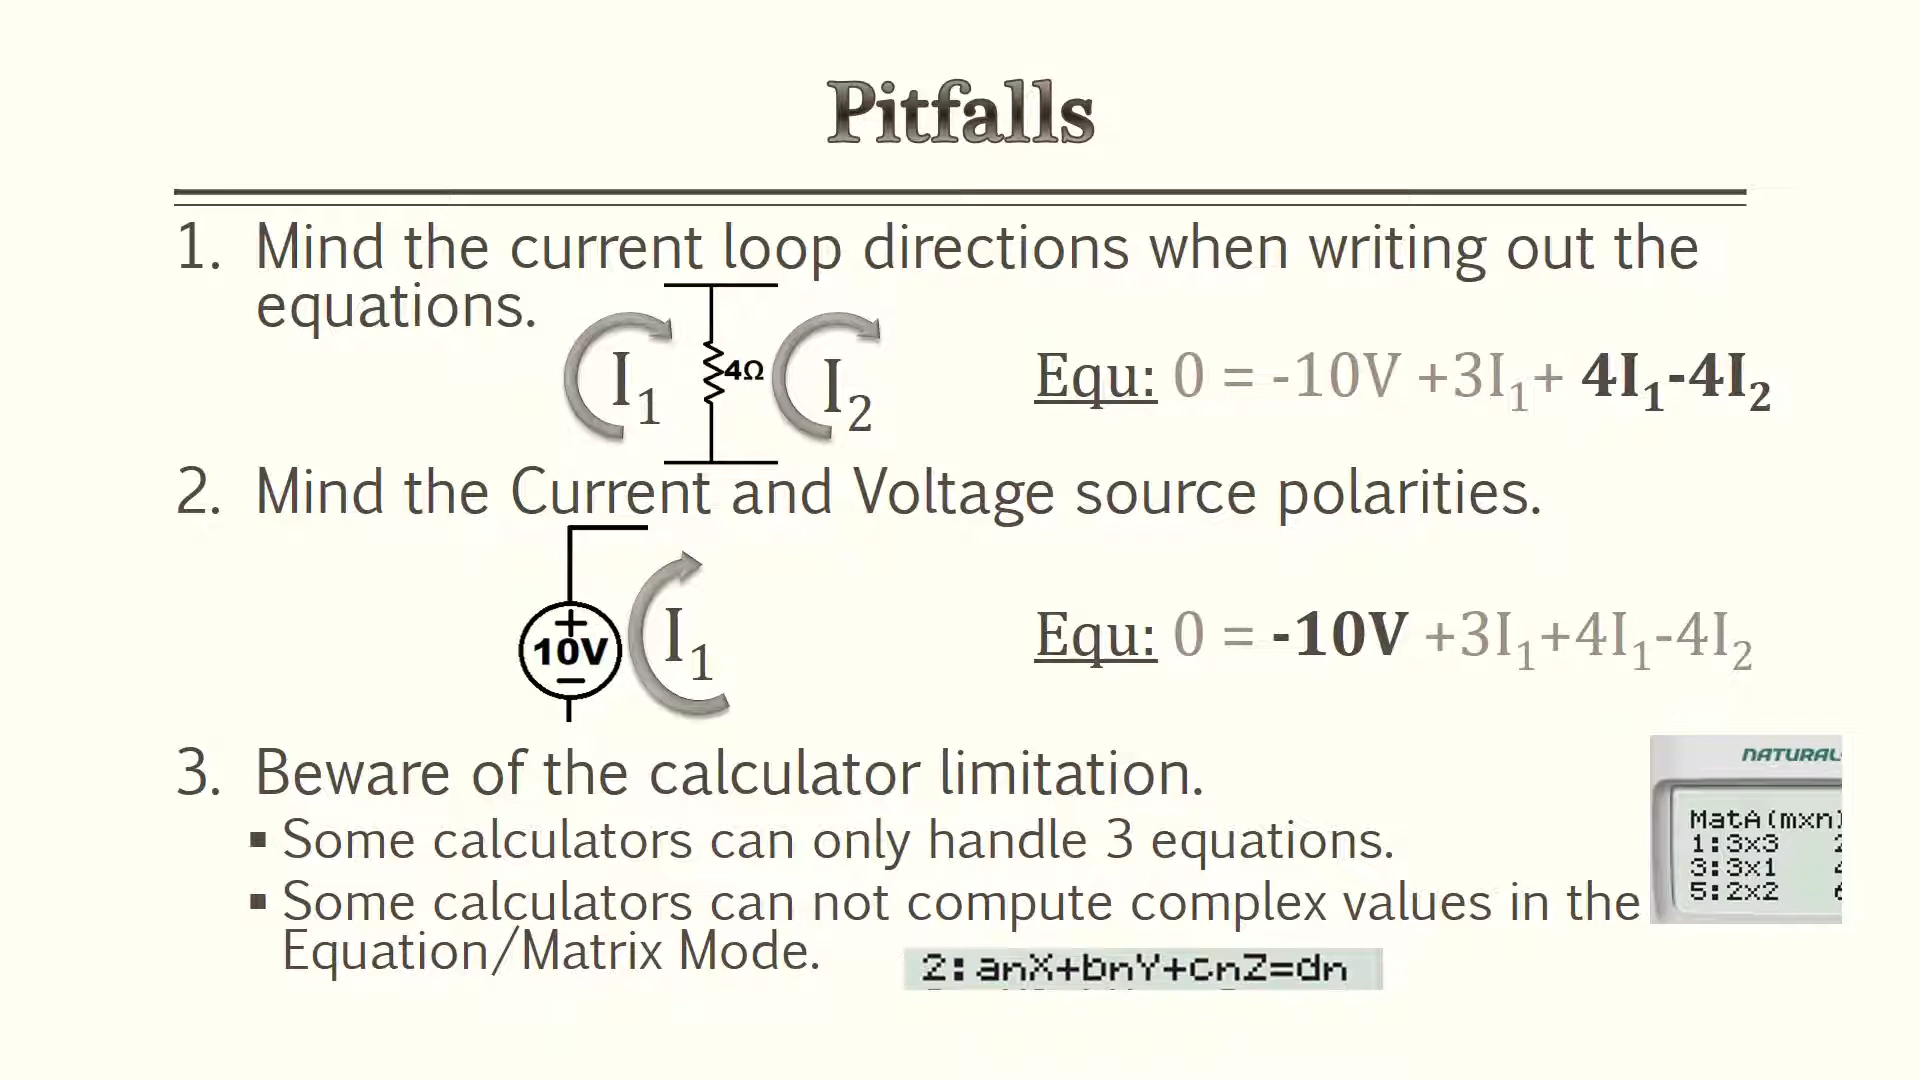 Pitfalls
1. Mind the current loop directions when writing out the
equations.
I₁ 4Ω I₂
Equ: 0 = -10V +3I₁+ 4I₁-4I₂
2. Mind the Current and Voltage source polarities.
+
10V
−
I₁
Equ: 0 = -10V +3I₁+4I₁-4I₂
3. Beware of the calculator limitation.
▪ Some calculators can only handle 3 equations.
▪ Some calculators can not compute complex values in the
Equation/Matrix Mode.
NATURAL-
MatA(mxn)
1:3x3
3:3x1
5:2x2
2:anX+bnY+cnZ=dn